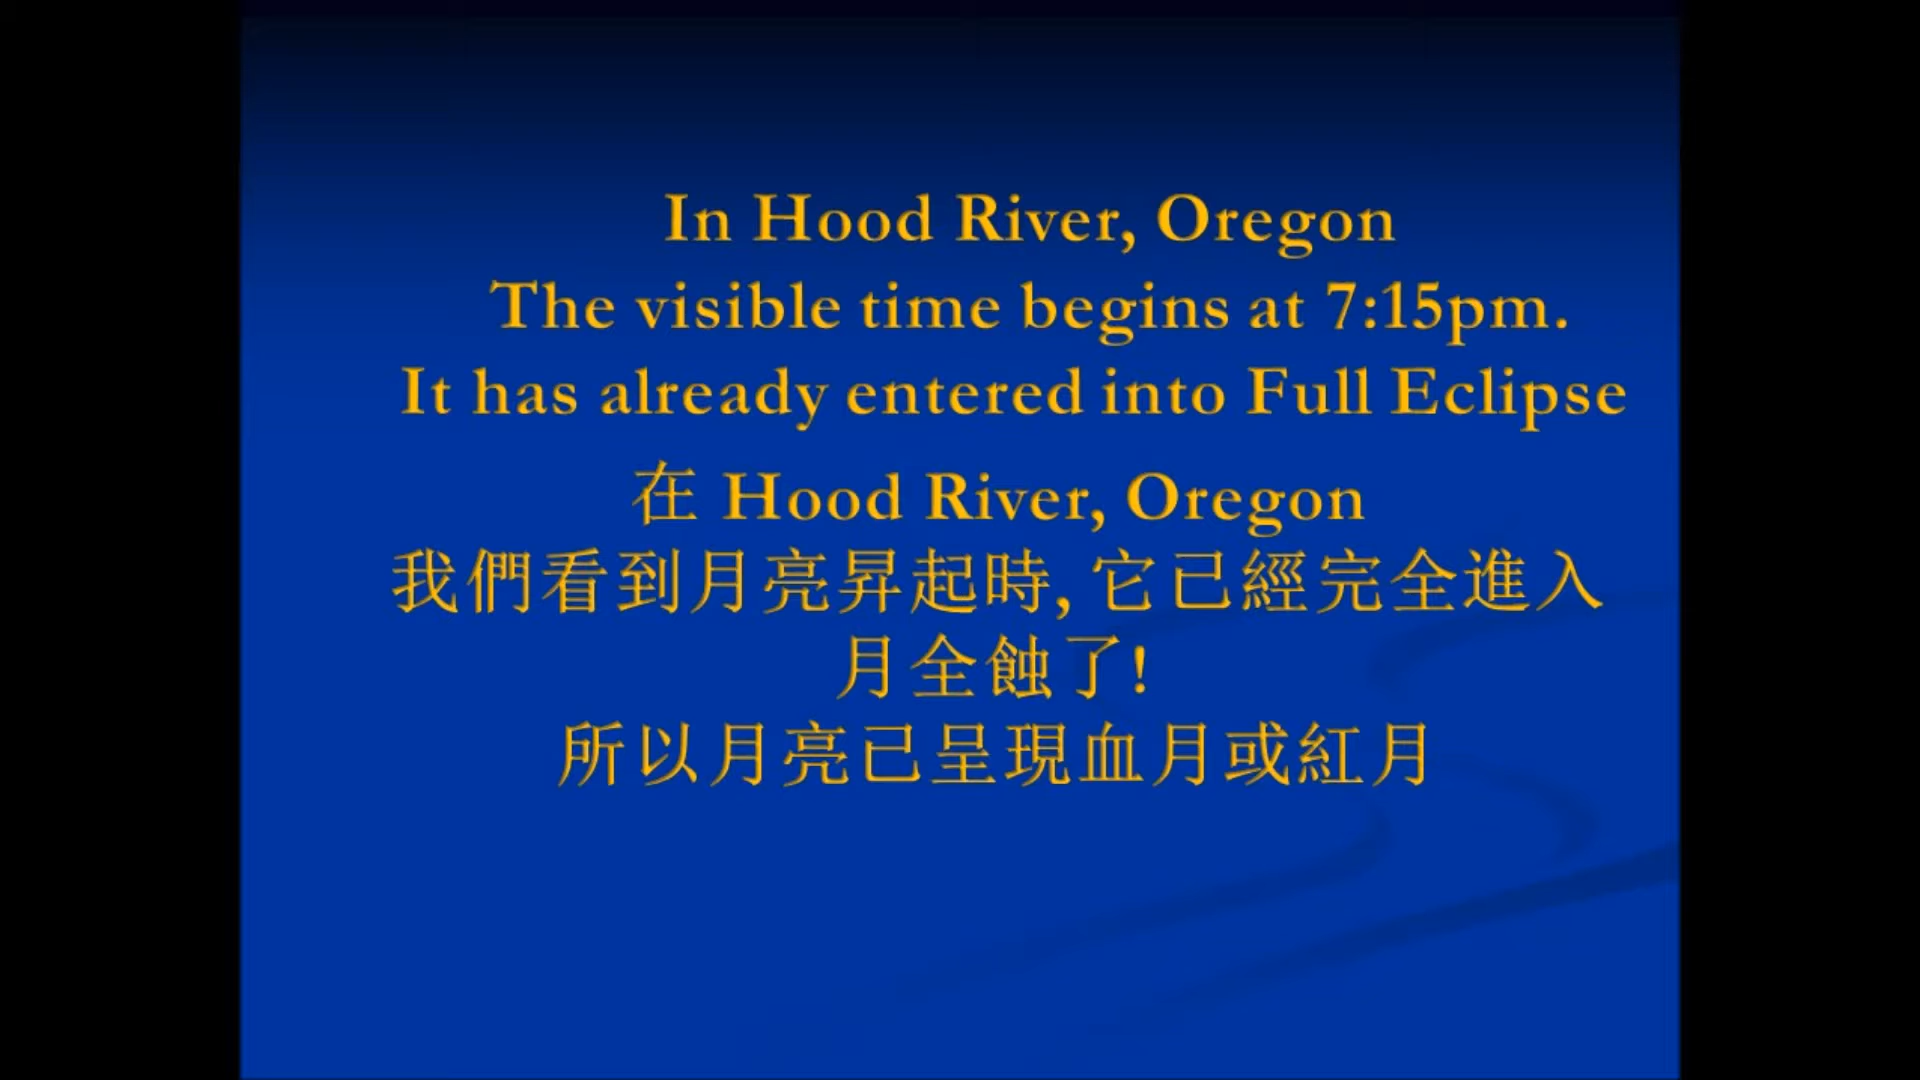 In Hood River, Oregon
The visible time begins at 7:15pm.
It has already entered into Full Eclipse
在 Hood River, Oregon
我們看到月亮昇起時, 它已經完全進入
月全蝕了!
所以月亮已呈現血月或紅月